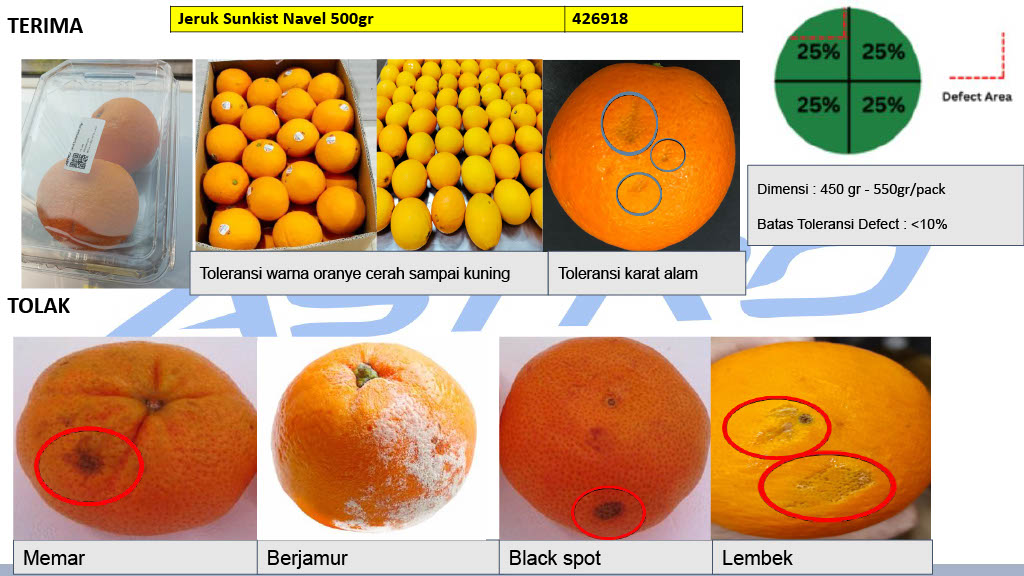 TERIMA
Jeruk Sunkist Navel 500gr 426918
25% 25%
25% 25%
Defect Area
Dimensi : 450 gr - 550gr/pack
Batas Toleransi Defect : <10%
Toleransi warna oranye cerah sampai kuning
Toleransi karat alam
TOLAK
ASTRO
Memar
Berjamur
Black spot
Lembek